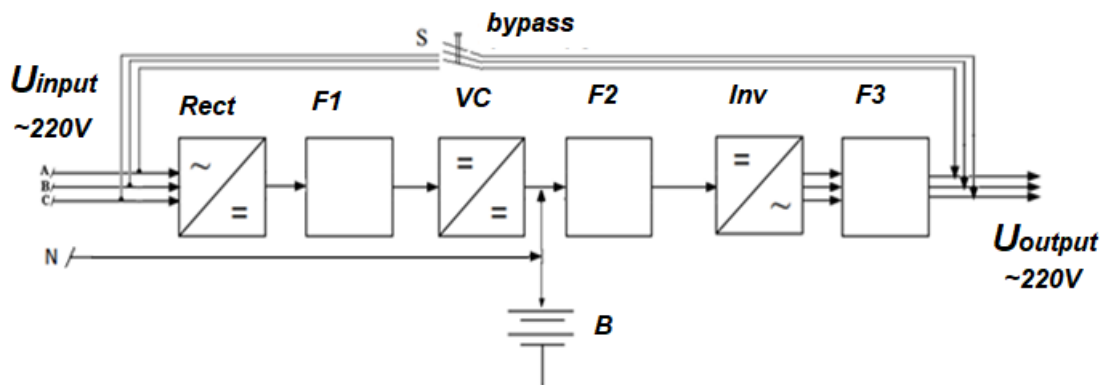 S
bypass
Uinput
~220V
Rect
F1
VC
F2
Inv
F3
~
=
=
=
=
~
A
B
C
N
Uoutput
~220V
B